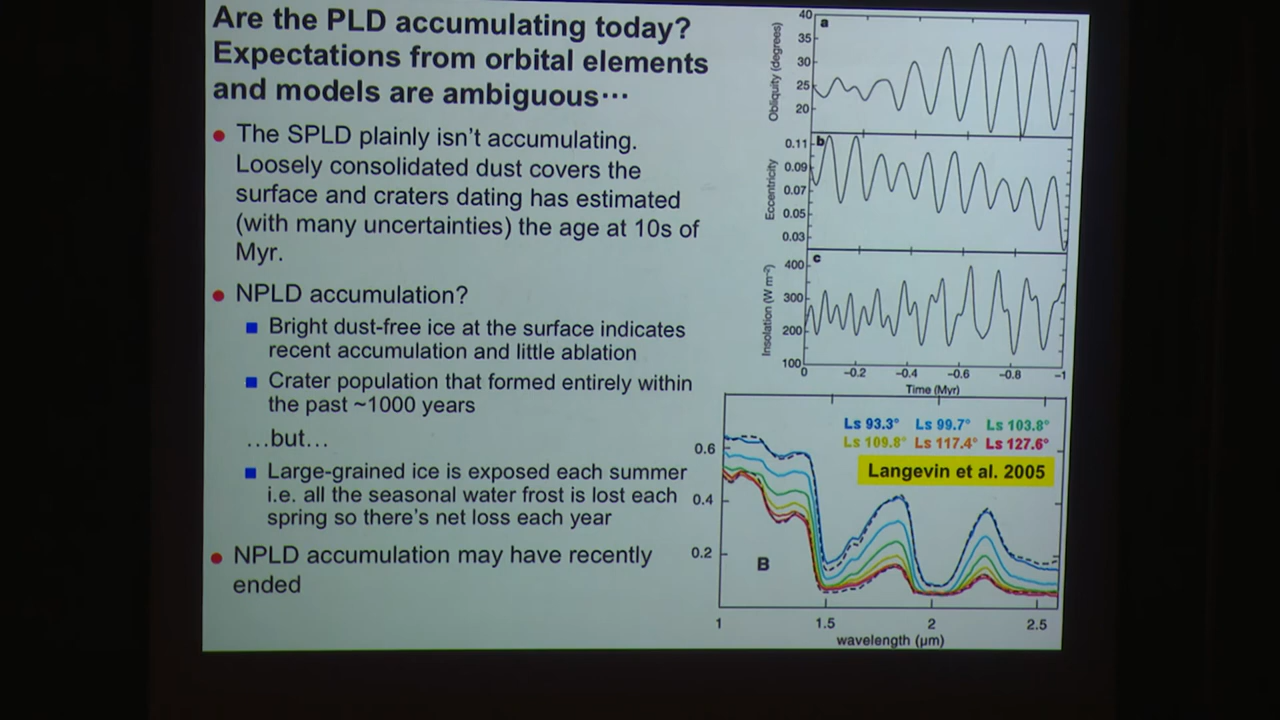 Are the PLD accumulating today?
Expectations from orbital elements
and models are ambiguous…
• The SPLD plainly isn't accumulating.
Loosely consolidated dust covers the
surface and craters dating has estimated
(with many uncertainties) the age at 10s of
Myr.
• NPLD accumulation?
▪ Bright dust-free ice at the surface indicates
recent accumulation and little ablation
▪ Crater population that formed entirely within
the past ~1000 years
…but…
▪ Large-grained ice is exposed each summer
i.e. all the seasonal water frost is lost each
spring so there's net loss each year
• NPLD accumulation may have recently
ended
a
Obliquity (degrees)
40
35
30
25
20
b
Eccentricity
0.11
0.09
0.07
0.05
0.03
c
Insolation (W m⁻²)
400
300
200
100
0 −0.2 −0.4 −0.6 −0.8 −1
Time (Myr)
Ls 93.3° Ls 99.7° Ls 103.8°
Ls 109.8° Ls 117.4° Ls 127.6°
Langevin et al. 2005
0.6
0.4
0.2
B
1 1.5 2 2.5
wavelength (µm)